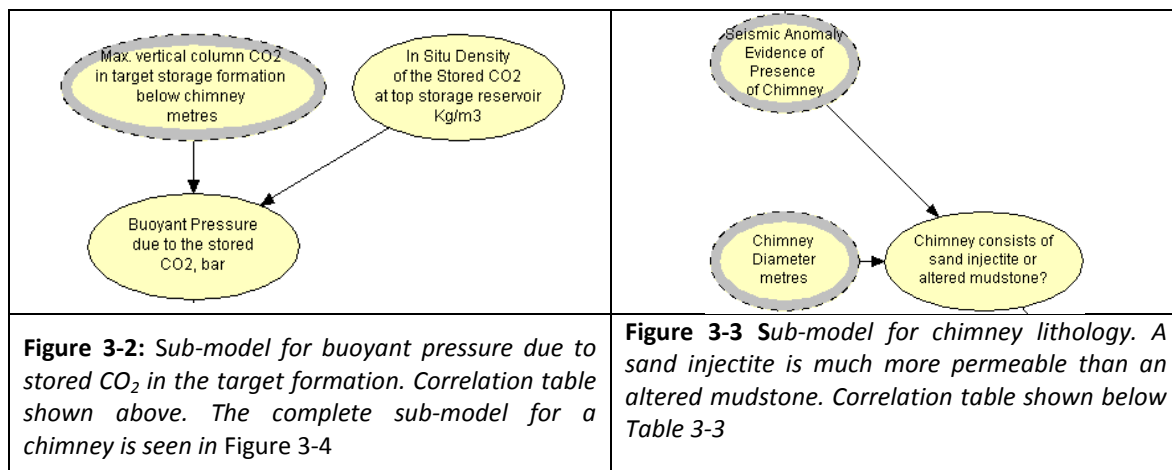 Max. vertical column CO2
in target storage formation
below chimney
metres
In Situ Density
of the Stored CO2
at top storage reservoir
Kg/m3
Buoyant Pressure
due to the stored
CO2, bar
Seismic Anomaly
Evidence of
Presence
of Chimney
Chimney
Diameter
metres
Chimney consists of
sand injectite or
altered mudstone?
Figure 3-2: Sub-model for buoyant pressure due to
stored CO₂ in the target formation. Correlation table
shown above. The complete sub-model for a
chimney is seen in Figure 3-4
Figure 3-3 Sub-model for chimney lithology. A
sand injectite is much more permeable than an
altered mudstone. Correlation table shown below
Table 3-3